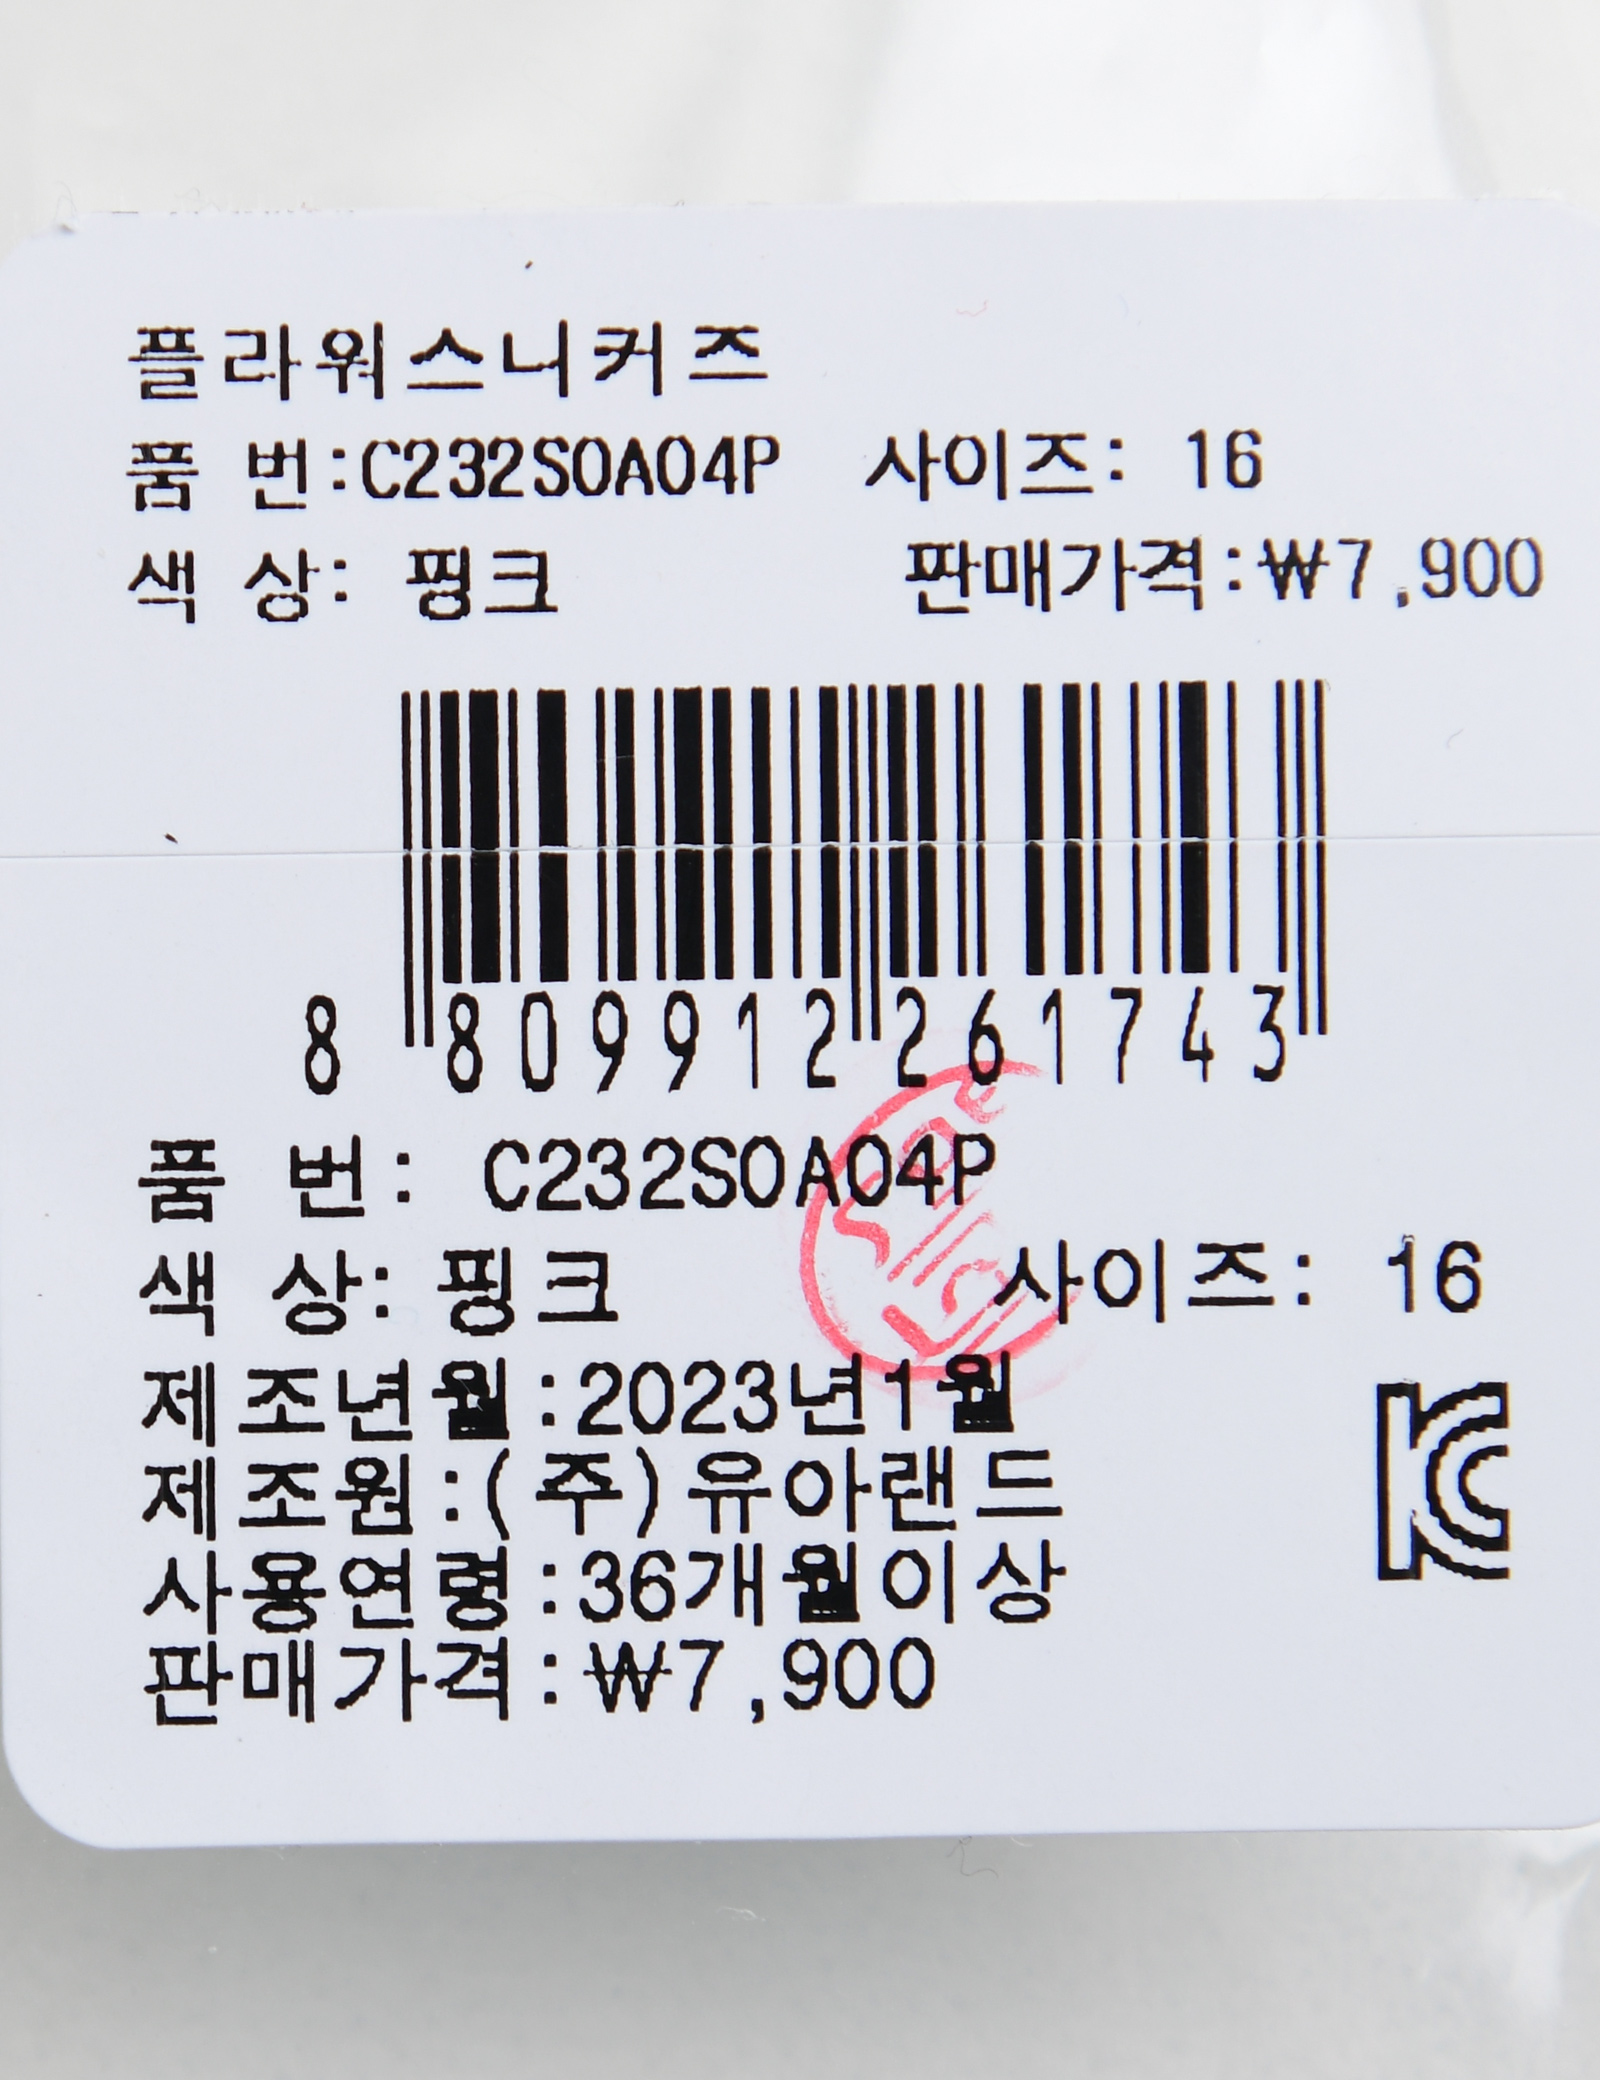 플라워스니커즈
품 번:C232SOA04P 사이즈: 16
색 상: 핑크 판매가격:₩7,900
8 809912 261743
품 번: C232SOA04P
색 상: 핑크 사이즈: 16
제조년월:2023년1월
제조원:(주)유아랜드
사용연령:36개월이상
판매가격:₩7,900